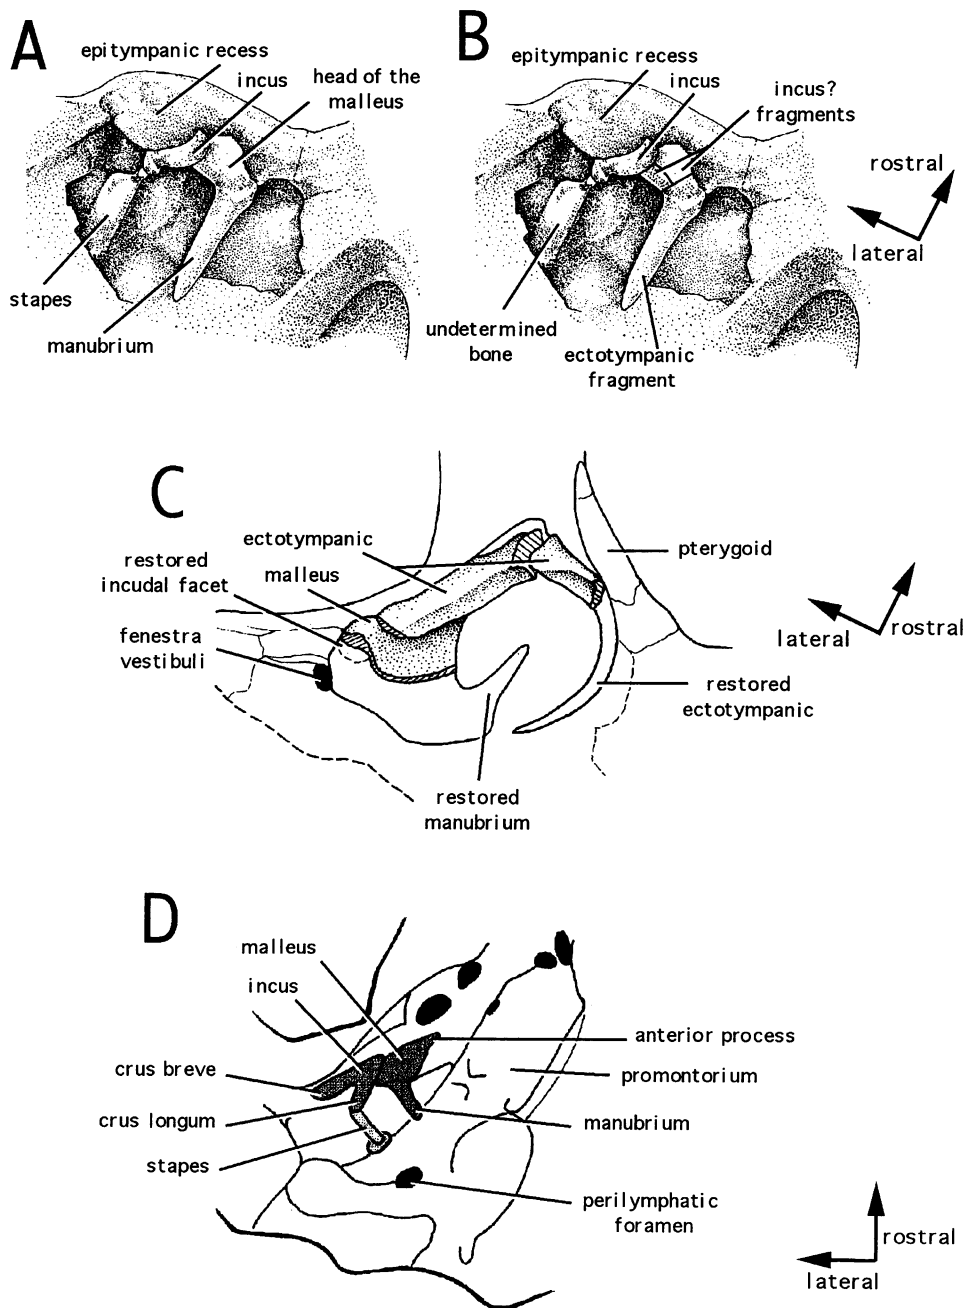 A
epitympanic recess
incus
head of the
malleus
stapes
manubrium
B
epitympanic recess
incus
incus?
fragments
undetermined
bone
ectotympanic
fragment
rostral
lateral
C
ectotympanic
restored
incudal facet
malleus
fenestra
vestibuli
pterygoid
restored
ectotympanic
restored
manubrium
lateral
rostral
D
malleus
incus
crus breve
crus longum
stapes
anterior process
promontorium
manubrium
perilymphatic
foramen
rostral
lateral